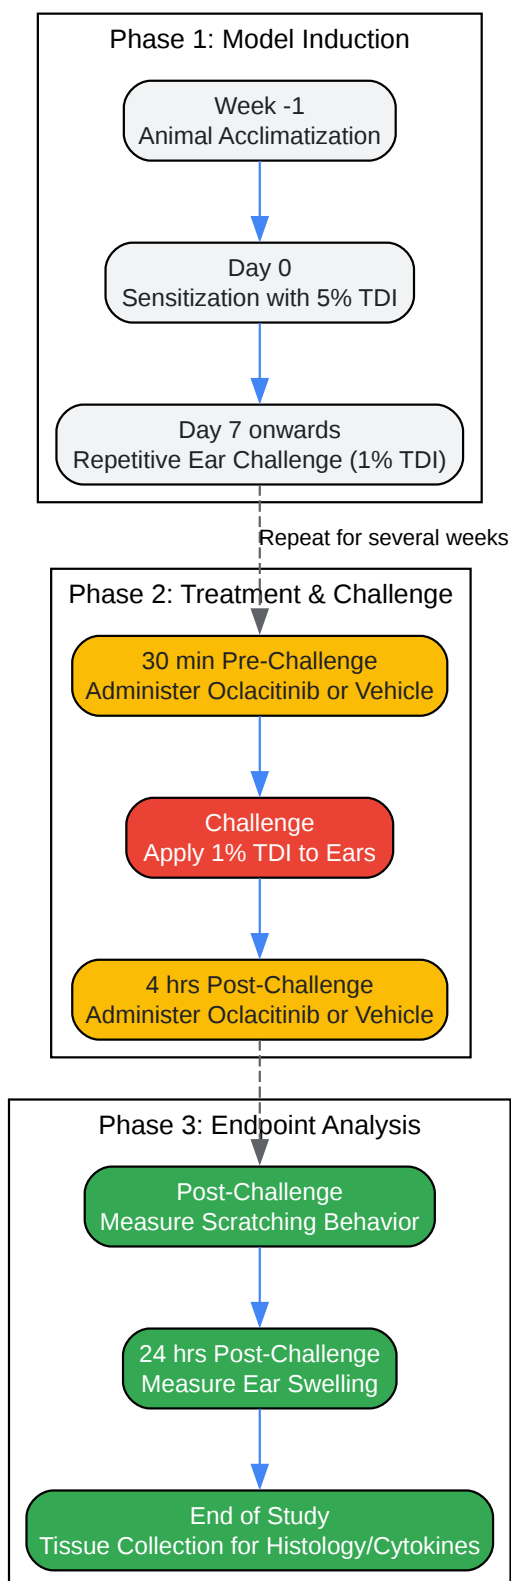 Phase 1: Model Induction
Week -1
Animal Acclimatization
Day 0
Sensitization with 5% TDI
Day 7 onwards
Repetitive Ear Challenge (1% TDI)
Repeat for several weeks
Phase 2: Treatment & Challenge
30 min Pre-Challenge
Administer Oclacitinib or Vehicle
Challenge
Apply 1% TDI to Ears
4 hrs Post-Challenge
Administer Oclacitinib or Vehicle
Phase 3: Endpoint Analysis
Post-Challenge
Measure Scratching Behavior
24 hrs Post-Challenge
Measure Ear Swelling
End of Study
Tissue Collection for Histology/Cytokines